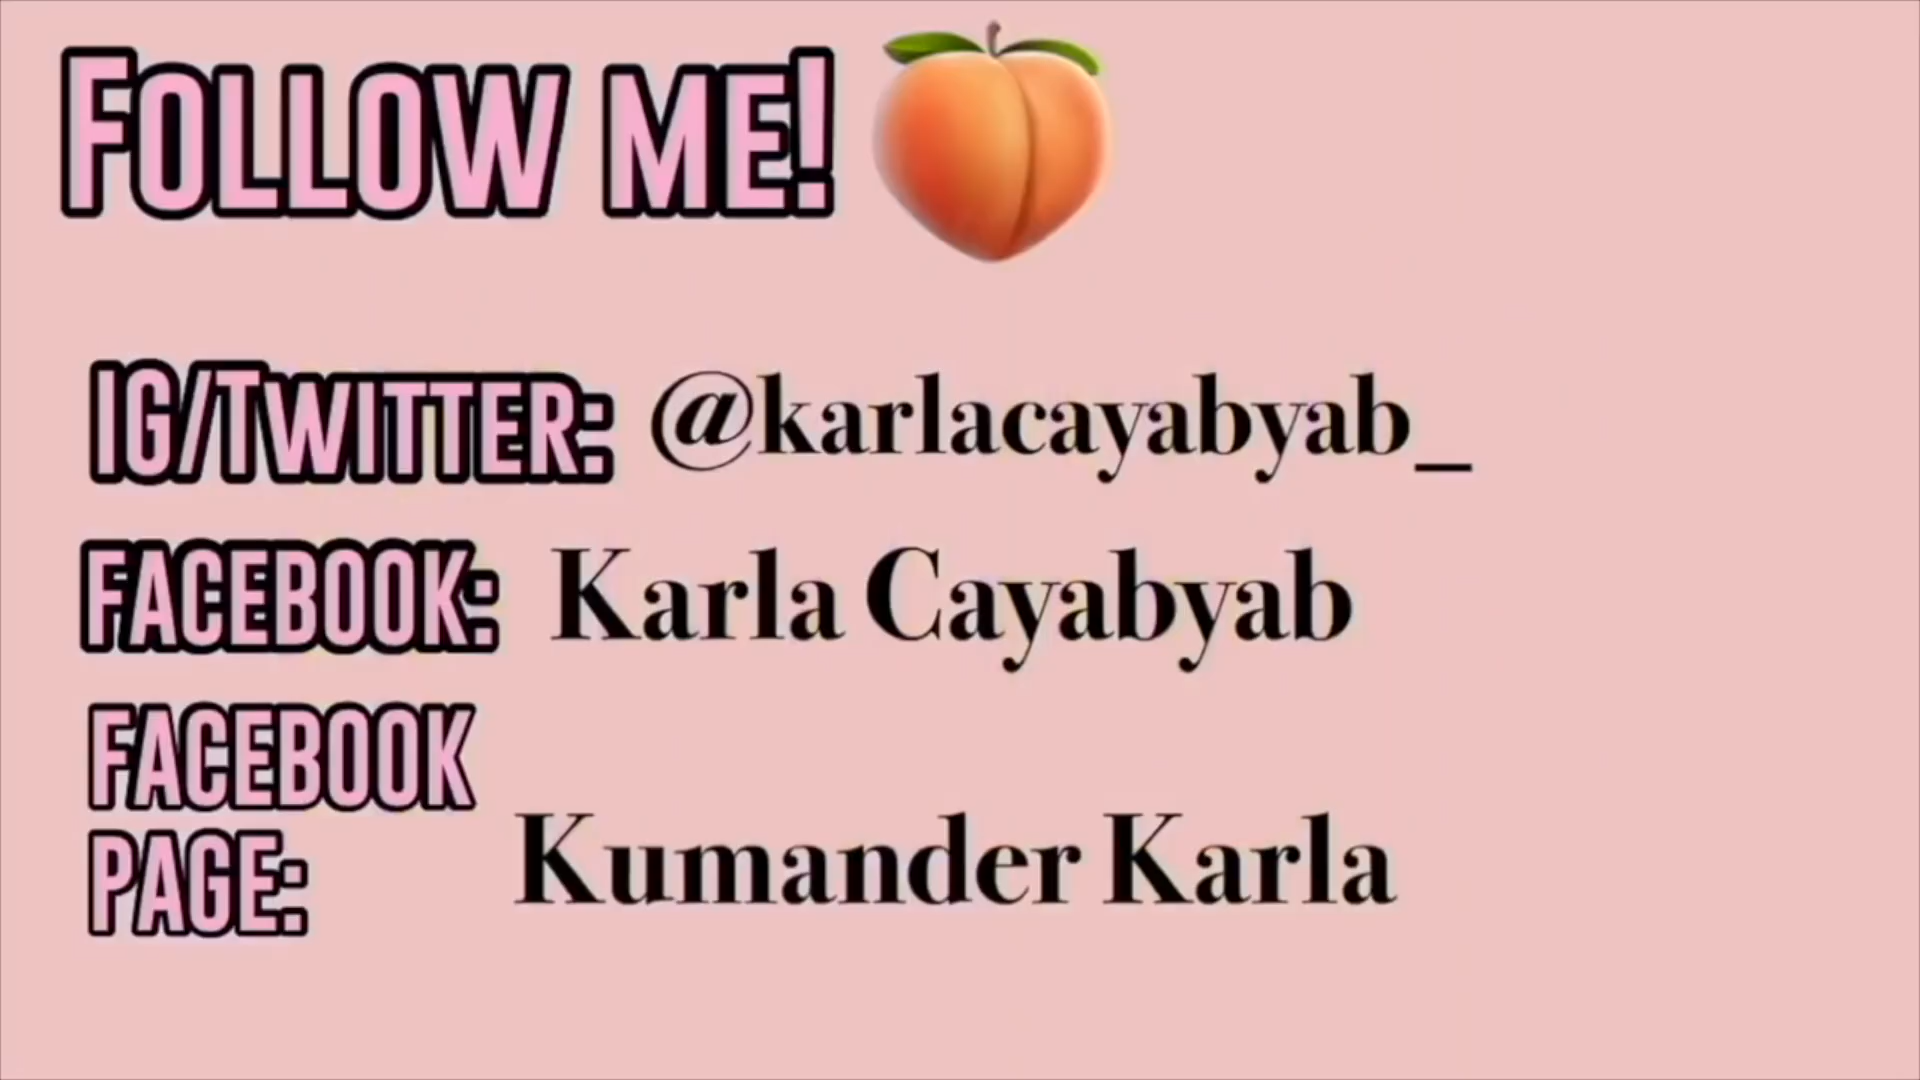 Follow me!
IG/Twitter: @karlacayabyab_
Facebook: Karla Cayabyab
Facebook
Page: Kumander Karla